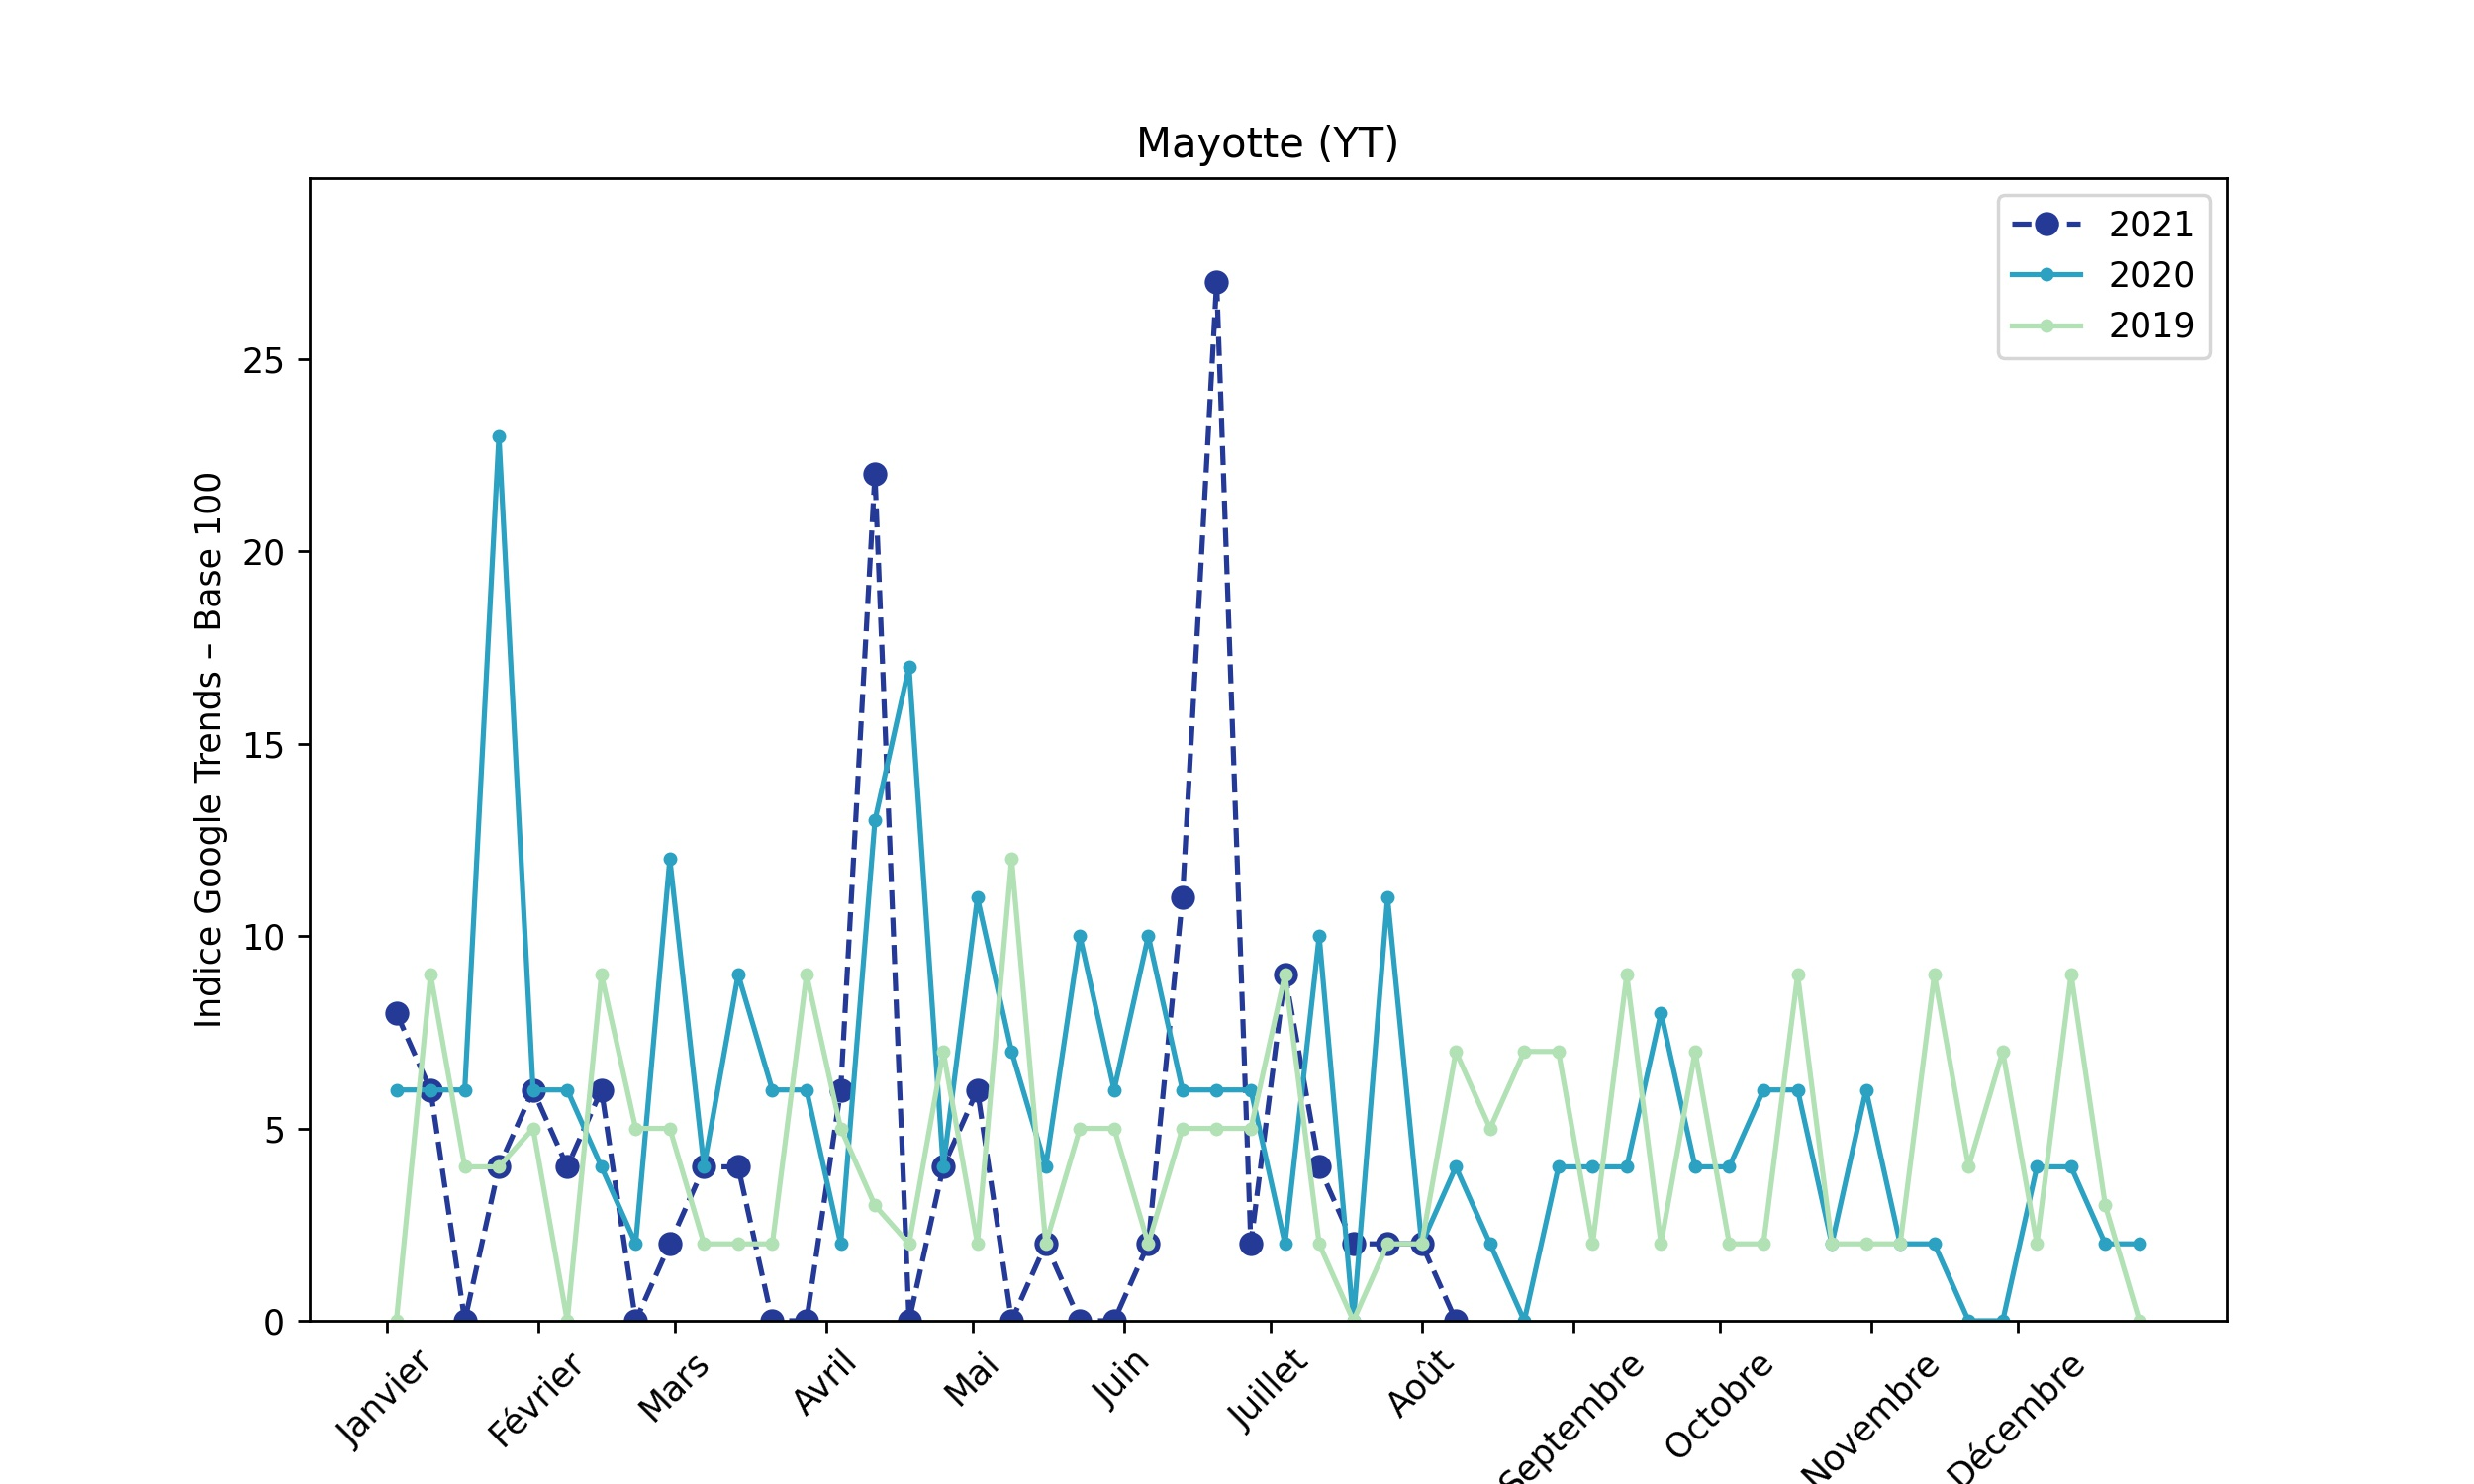 Mayotte (YT)
2021
2020
2019
Indice Google Trends – Base 100
25
20
15
10
5
0
Janvier
Février
Mars
Avril
Mai
Juin
Juillet
Août
Septembre
Octobre
Novembre
Décembre